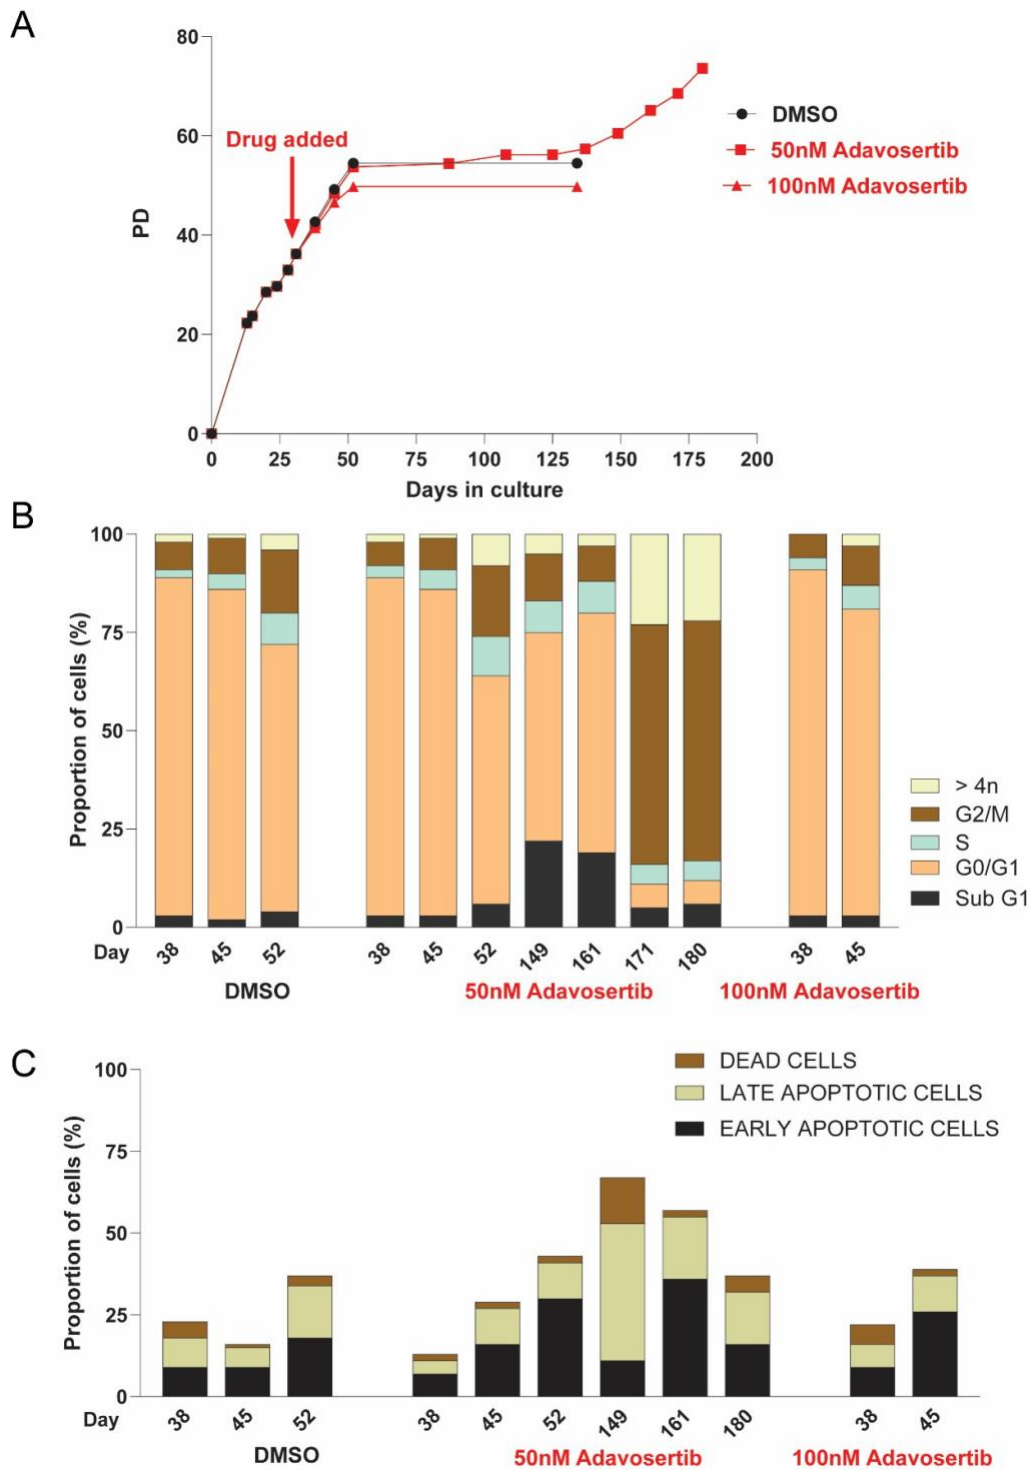 A
80
60
40
20
0
PD
Drug added
DMSO
50nM Adavosertib
100nM Adavosertib
0 25 50 75 100 125 150 175 200
Days in culture
B
100
75
50
25
0
Proportion of cells (%)
> 4n
G2/M
S
G0/G1
Sub G1
Day 38 45 52 38 45 52 149 161 171 180 38 45
DMSO 50nM Adavosertib 100nM Adavosertib
C
100
75
50
25
0
Proportion of cells (%)
DEAD CELLS
LATE APOPTOTIC CELLS
EARLY APOPTOTIC CELLS
Day 38 45 52 38 45 52 149 161 180 38 45
DMSO 50nM Adavosertib 100nM Adavosertib